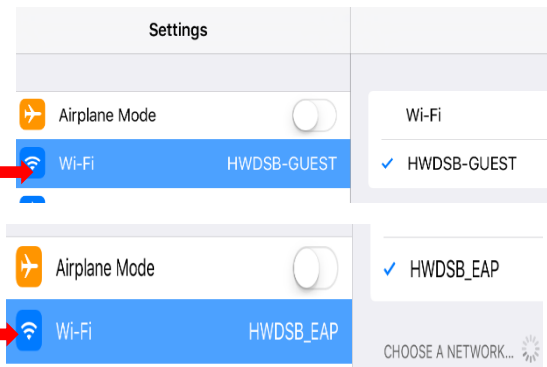 Settings
Airplane Mode
Wi-Fi
Wi-Fi HWDSB-GUEST
✓ HWDSB-GUEST
Airplane Mode
✓ HWDSB_EAP
Wi-Fi HWDSB_EAP
CHOOSE A NETWORK...